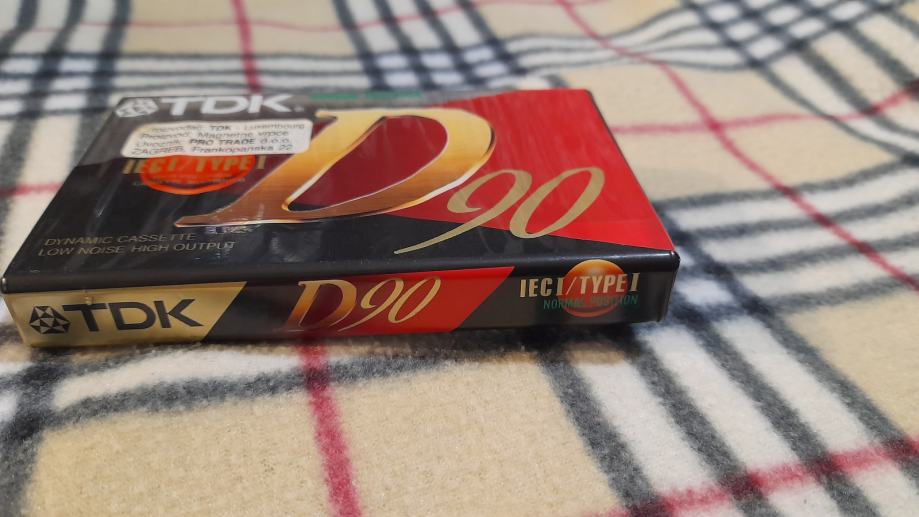 TDK
Proizvođač: TDK - Luxembourg
Proizvod: Magnetne vrpce
Uvoznik: PRO TRADE d.o.o.
ZAGREB, Frankopanska 22
IEC I/TYPE I
D90
DYNAMIC CASSETTE
LOW NOISE HIGH OUTPUT
TDK
D90
IEC I/TYPE I
NORMAL POSITION